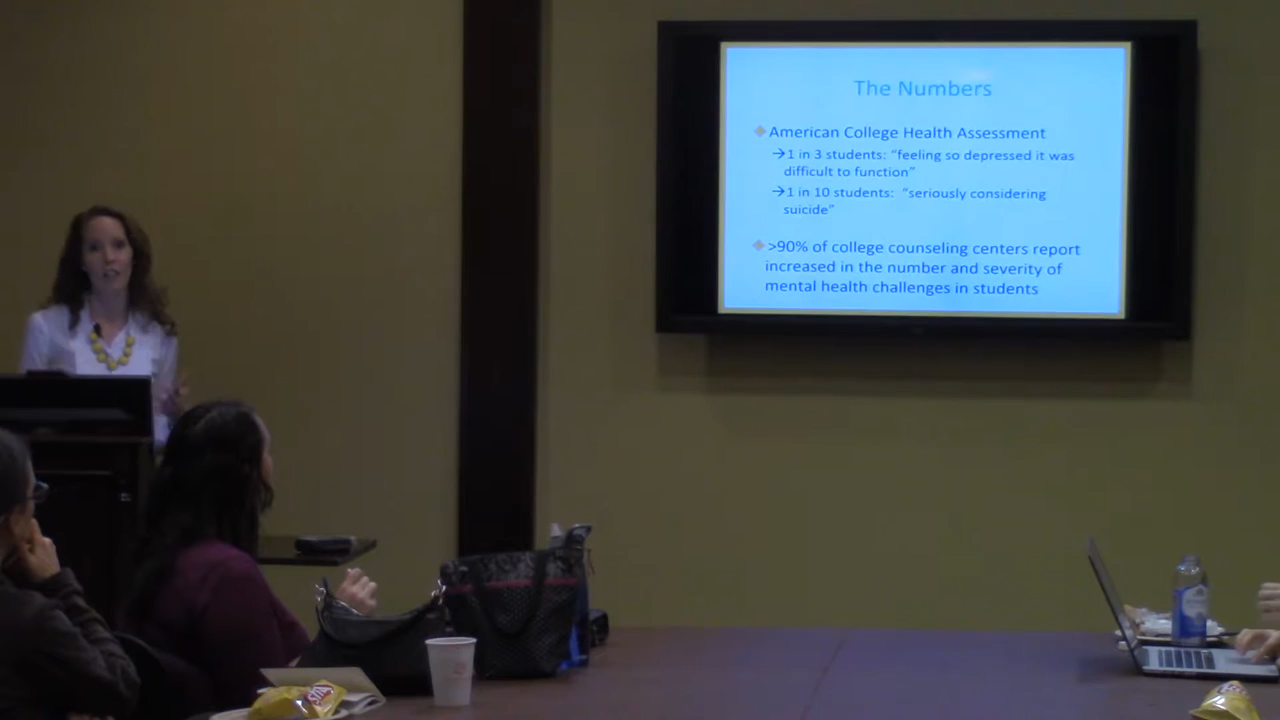 The Numbers
American College Health Assessment
→1 in 3 students: "feeling so depressed it was
difficult to function"
→1 in 10 students: "seriously considering
suicide"
>90% of college counseling centers report
increased in the number and severity of
mental health challenges in students
Lay's